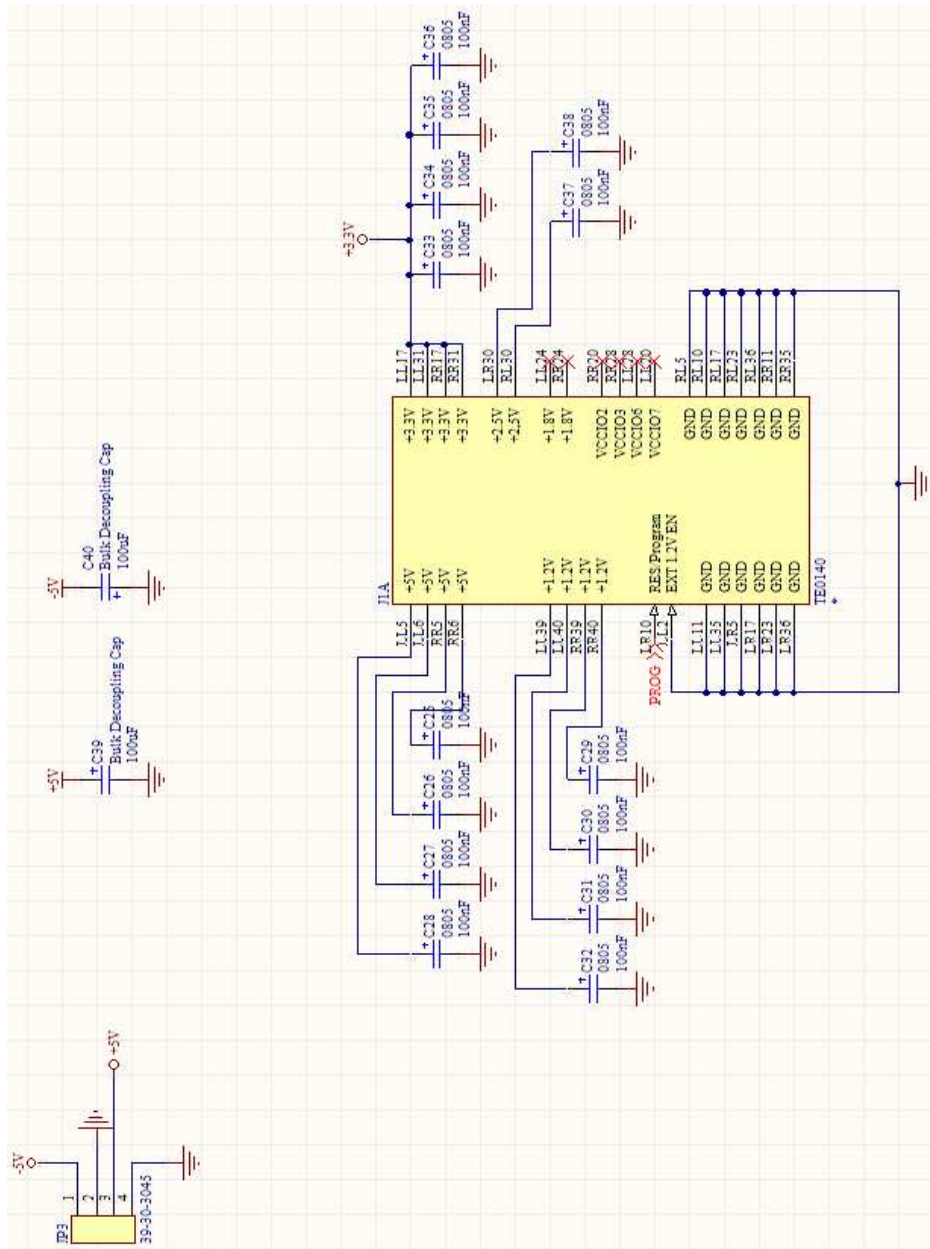 JP3
1
2
3
4
39-30-3045
-5V
+5V
+5V
C39
Bulk Decoupling Cap
100uF
-5V
C40
Bulk Decoupling Cap
100uF
+3.3V
C33
0805
100nF
C34
0805
100nF
C35
0805
100nF
C36
0805
100nF
C37
0805
100nF
C38
0805
100nF
C28
0805
100nF
C27
0805
100nF
C26
0805
100nF
C25
0805
100nF
C32
0805
100nF
C31
0805
100nF
C30
0805
100nF
C29
0805
100nF
J1A
LL5 +5V
LL6 +5V
RR5 +5V
RR6 +5V
LL39 +1.2V
LL40 +1.2V
RR39 +1.2V
RR40 +1.2V
PROG
LR10 RES/Program
LL2 EXT 1.2V EN
LL11 GND
LL35 GND
LR5 GND
LR17 GND
LR23 GND
LR36 GND
+3.3V LL17
+3.3V LL31
+3.3V RR17
+3.3V RR31
+2.5V LR30
+2.5V RL30
+1.8V LL24
+1.8V RR24
VCCIO2 RR20
VCCIO3 RR28
VCCIO6 LL28
VCCIO7 LL20
GND RL5
GND RL10
GND RL17
GND RL23
GND RL36
GND RR11
GND RR35
TE0140
*